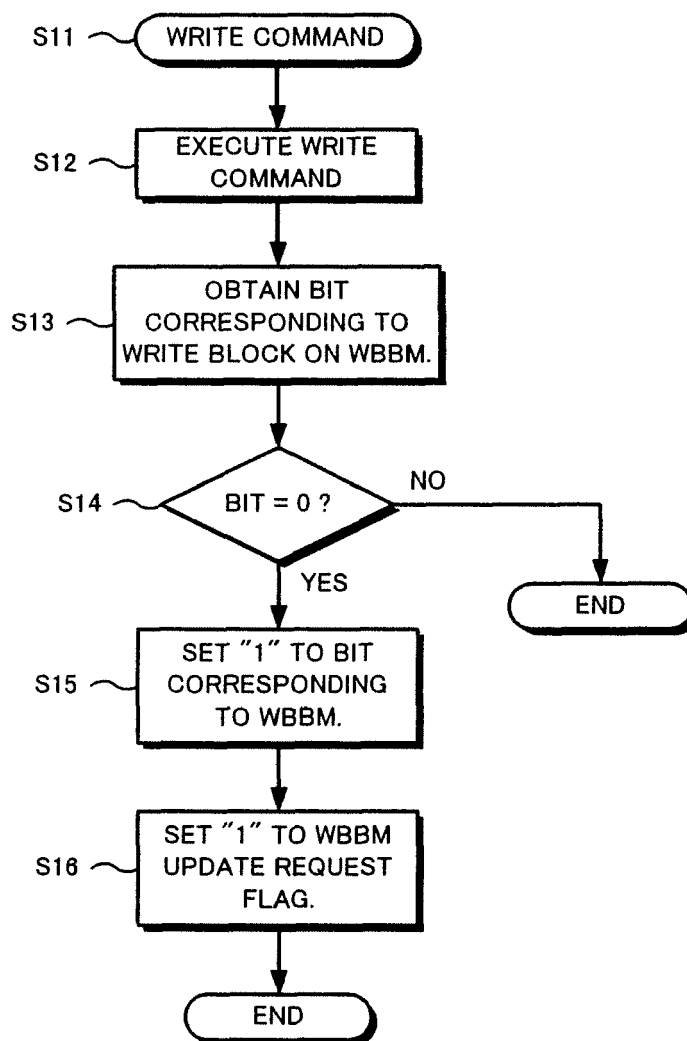 S11
WRITE COMMAND
S12
EXECUTE WRITE
COMMAND
S13
OBTAIN BIT
CORRESPONDING TO
WRITE BLOCK ON WBBM.
S14
BIT = 0 ?
NO
YES
END
S15
SET "1" TO BIT
CORRESPONDING
TO WBBM.
S16
SET "1" TO WBBM
UPDATE REQUEST
FLAG.
END